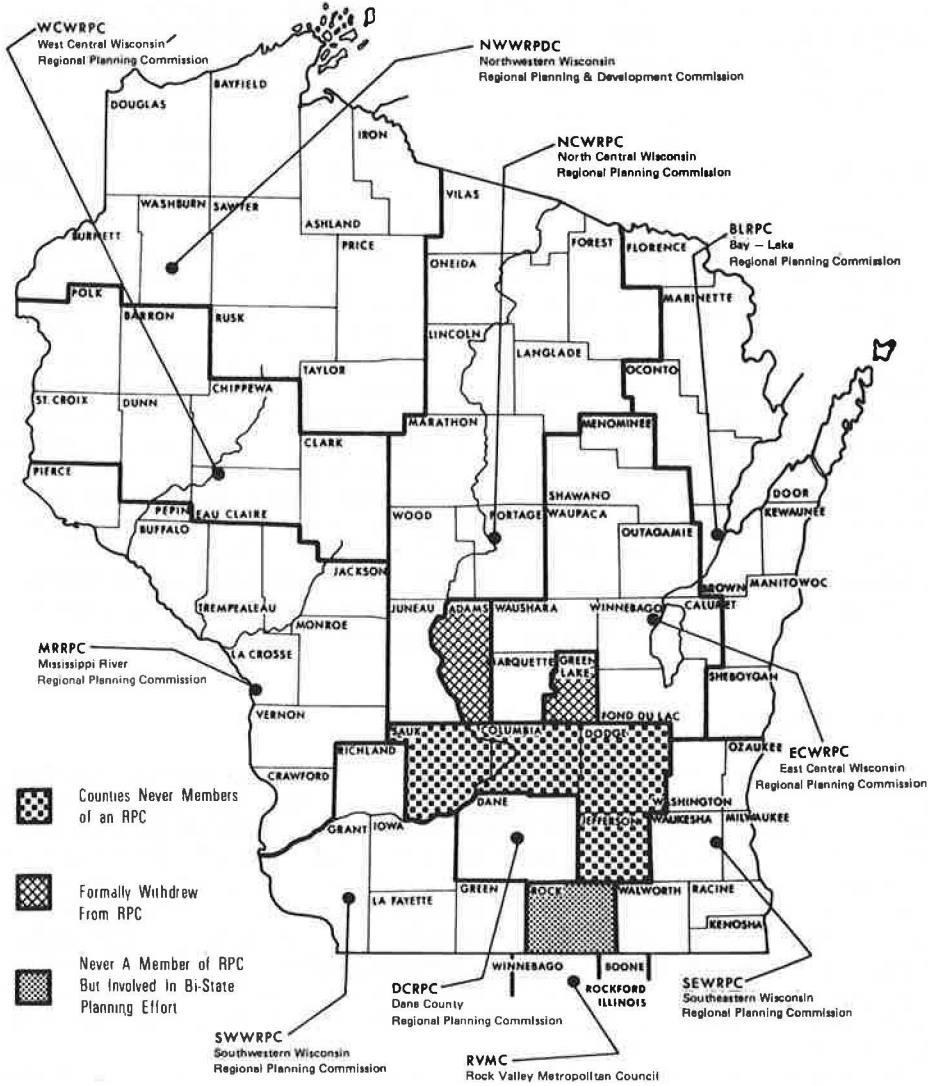 WCWRPC
West Central Wisconsin
Regional Planning Commission
NWWRPDC
Northwestern Wisconsin
Regional Planning & Development Commission
BAYFIELD
DOUGLAS
IRON
NCWRPC
North Central Wisconsin
Regional Planning Commission
VILAS
WASHBURN
SAWYER
ASHLAND
BURNETT
PRICE
FOREST
FLORENCE
BLRPC
Bay – Lake
Regional Planning Commission
ONEIDA
POLK
BARRON
RUSK
MARINETTE
LINCOLN
LANGLADE
TAYLOR
OCONTO
CHIPPEWA
ST. CROIX
DUNN
MARATHON
MENOMINEE
CLARK
PIERCE
SHAWANO
DOOR
PEPIN
EAU CLAIRE
WOOD
PORTAGE
WAUPACA
KEWAUNEE
BUFFALO
OUTAGAMIE
JACKSON
BROWN
MANITOWOC
TREMPEALEAU
JUNEAU
ADAMS
WAUSHARA
WINNEBAGO
CALUMET
MONROE
MRRPC
Mississippi River
Regional Planning Commission
LA CROSSE
MARQUETTE
GREEN
LAKE
SHEBOYGAN
VERNON
FOND DU LAC
SAUK
COLUMBIA
DODGE
RICHLAND
OZAUKEE
ECWRPC
East Central Wisconsin
Regional Planning Commission
CRAWFORD
Counties Never Members
of an RPC
DANE
WASHINGTON
GRANT
IOWA
JEFFERSON
WAUKESHA
MILWAUKEE
Formally Withdrew
From RPC
LA FAYETTE
GREEN
ROCK
WALWORTH
RACINE
KENOSHA
Never A Member of RPC
But Involved In Bi-State
Planning Effort
WINNEBAGO
BOONE
ROCKFORD
ILLINOIS
DCRPC
Dane County
Regional Planning Commission
SEWRPC
Southeastern Wisconsin
Regional Planning Commission
SWWRPC
Southwestern Wisconsin
Regional Planning Commission
RVMC
Rock Valley Metropolitan Council